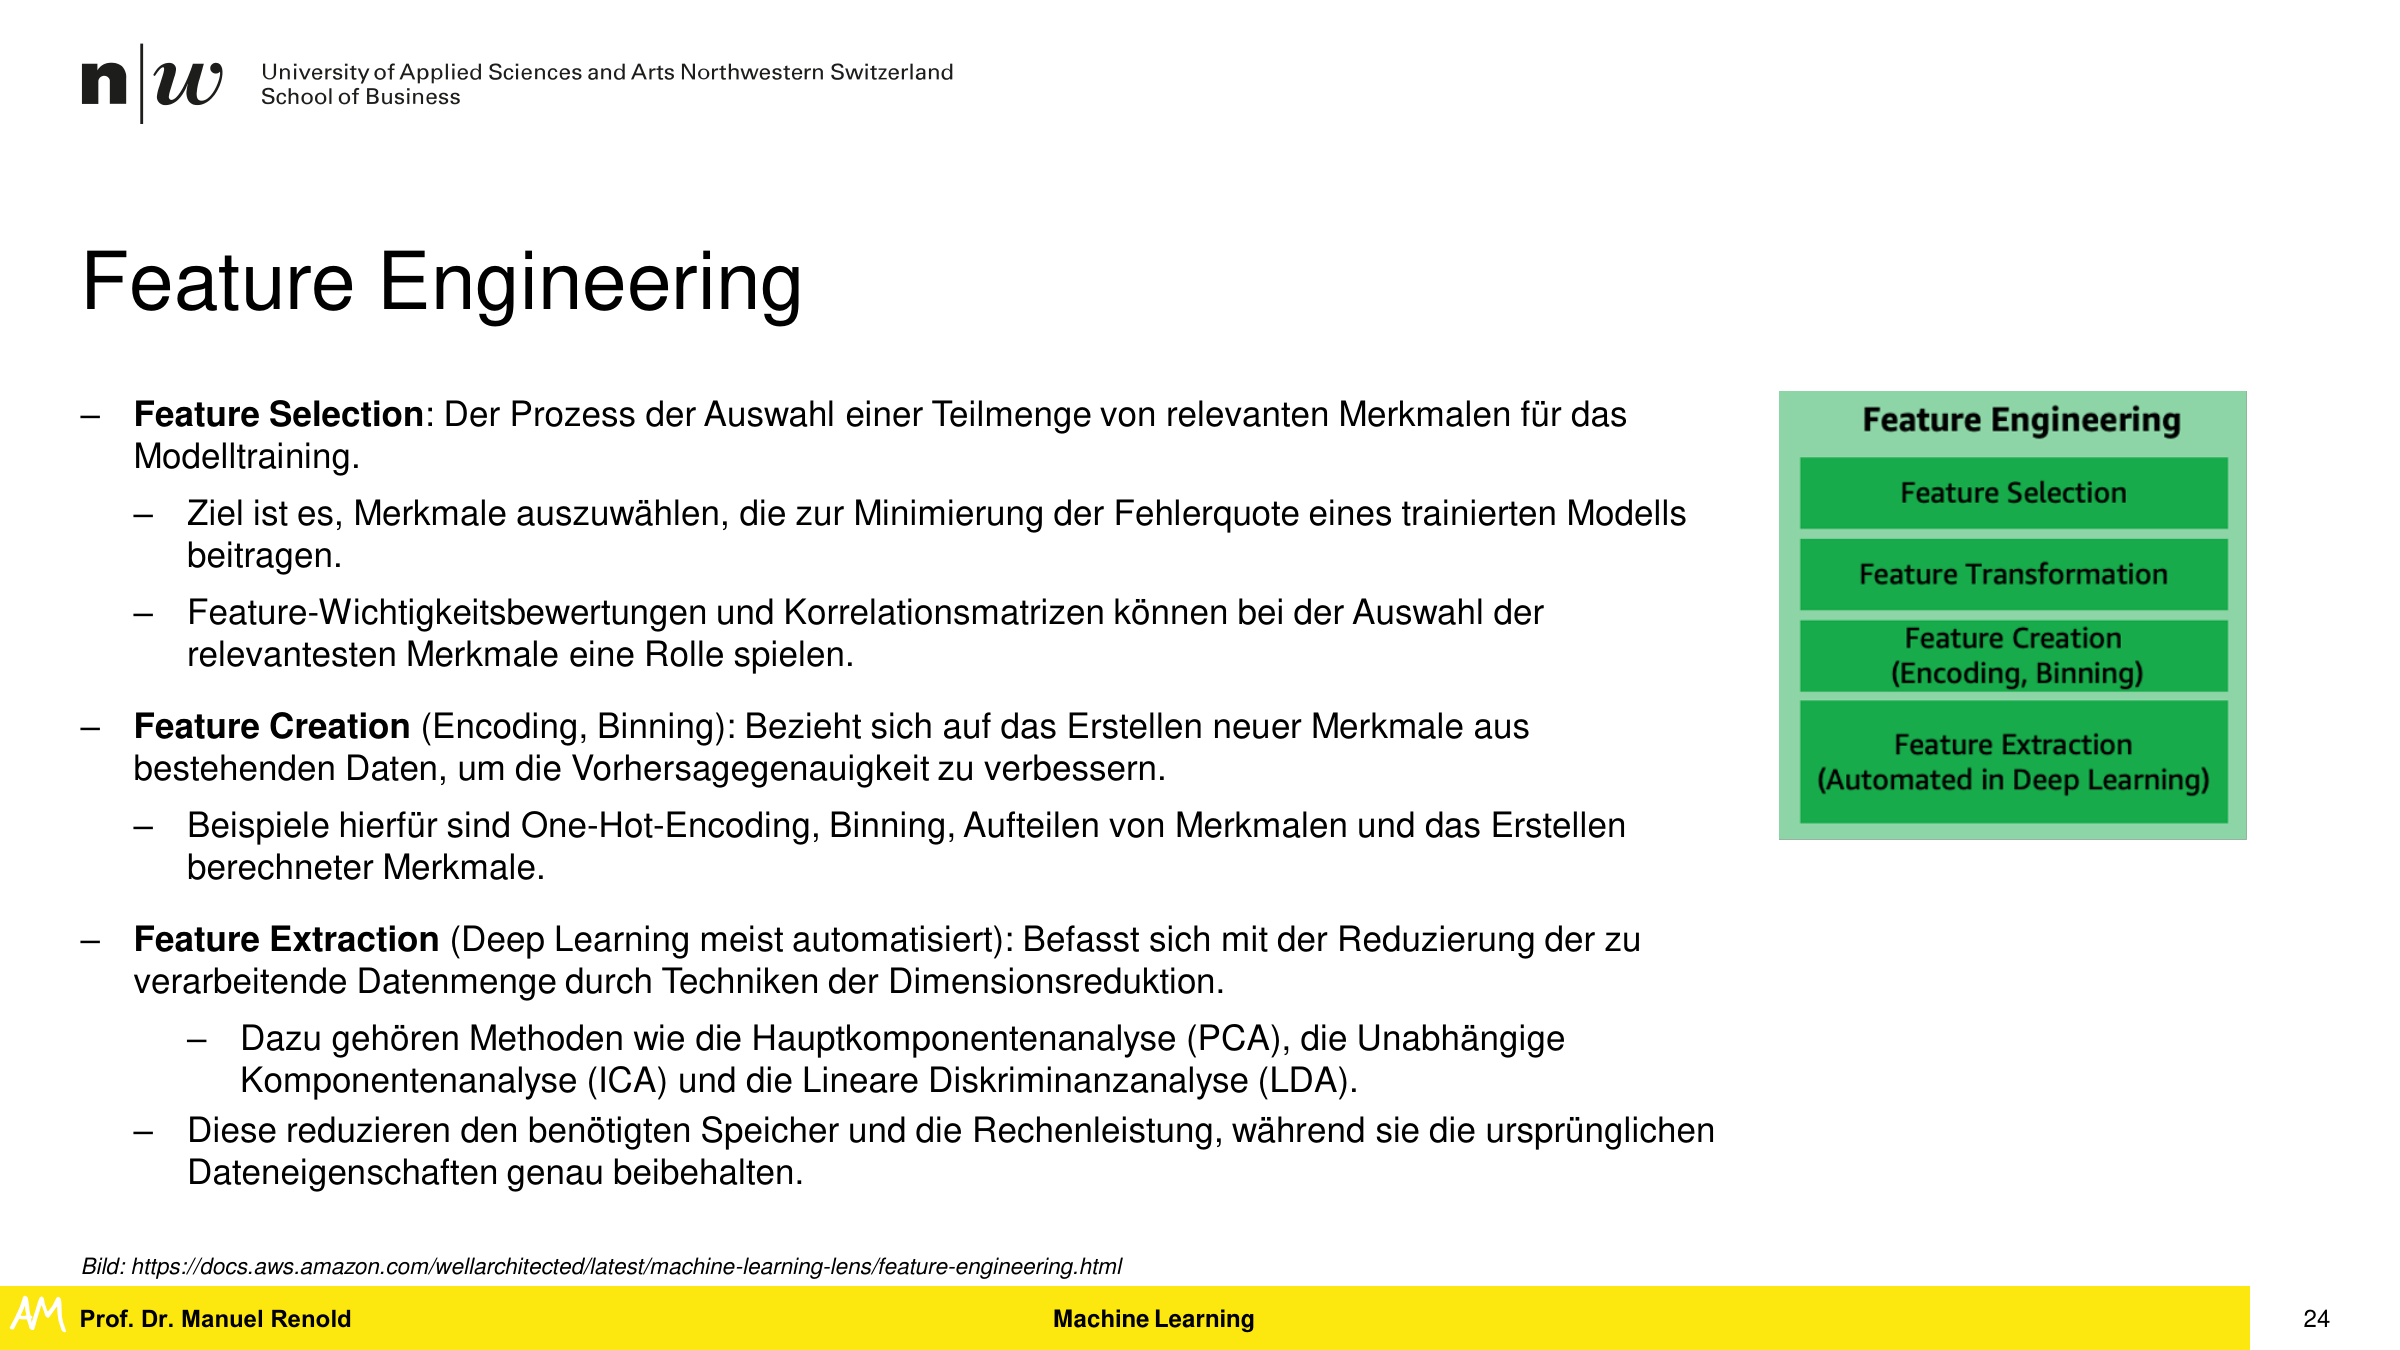 n|w University of Applied Sciences and Arts Northwestern Switzerland
School of Business
Feature Engineering
– Feature Selection: Der Prozess der Auswahl einer Teilmenge von relevanten Merkmalen für das
Modelltraining.
– Ziel ist es, Merkmale auszuwählen, die zur Minimierung der Fehlerquote eines trainierten Modells
beitragen.
– Feature-Wichtigkeitsbewertungen und Korrelationsmatrizen können bei der Auswahl der
relevantesten Merkmale eine Rolle spielen.
– Feature Creation (Encoding, Binning): Bezieht sich auf das Erstellen neuer Merkmale aus
bestehenden Daten, um die Vorhersagegenauigkeit zu verbessern.
– Beispiele hierfür sind One-Hot-Encoding, Binning, Aufteilen von Merkmalen und das Erstellen
berechneter Merkmale.
– Feature Extraction (Deep Learning meist automatisiert): Befasst sich mit der Reduzierung der zu
verarbeitende Datenmenge durch Techniken der Dimensionsreduktion.
– Dazu gehören Methoden wie die Hauptkomponentenanalyse (PCA), die Unabhängige
Komponentenanalyse (ICA) und die Lineare Diskriminanzanalyse (LDA).
– Diese reduzieren den benötigten Speicher und die Rechenleistung, während sie die ursprünglichen
Dateneigenschaften genau beibehalten.
Feature Engineering
Feature Selection
Feature Transformation
Feature Creation
(Encoding, Binning)
Feature Extraction
(Automated in Deep Learning)
Bild: https://docs.aws.amazon.com/wellarchitected/latest/machine-learning-lens/feature-engineering.html
AM Prof. Dr. Manuel Renold
Machine Learning
24